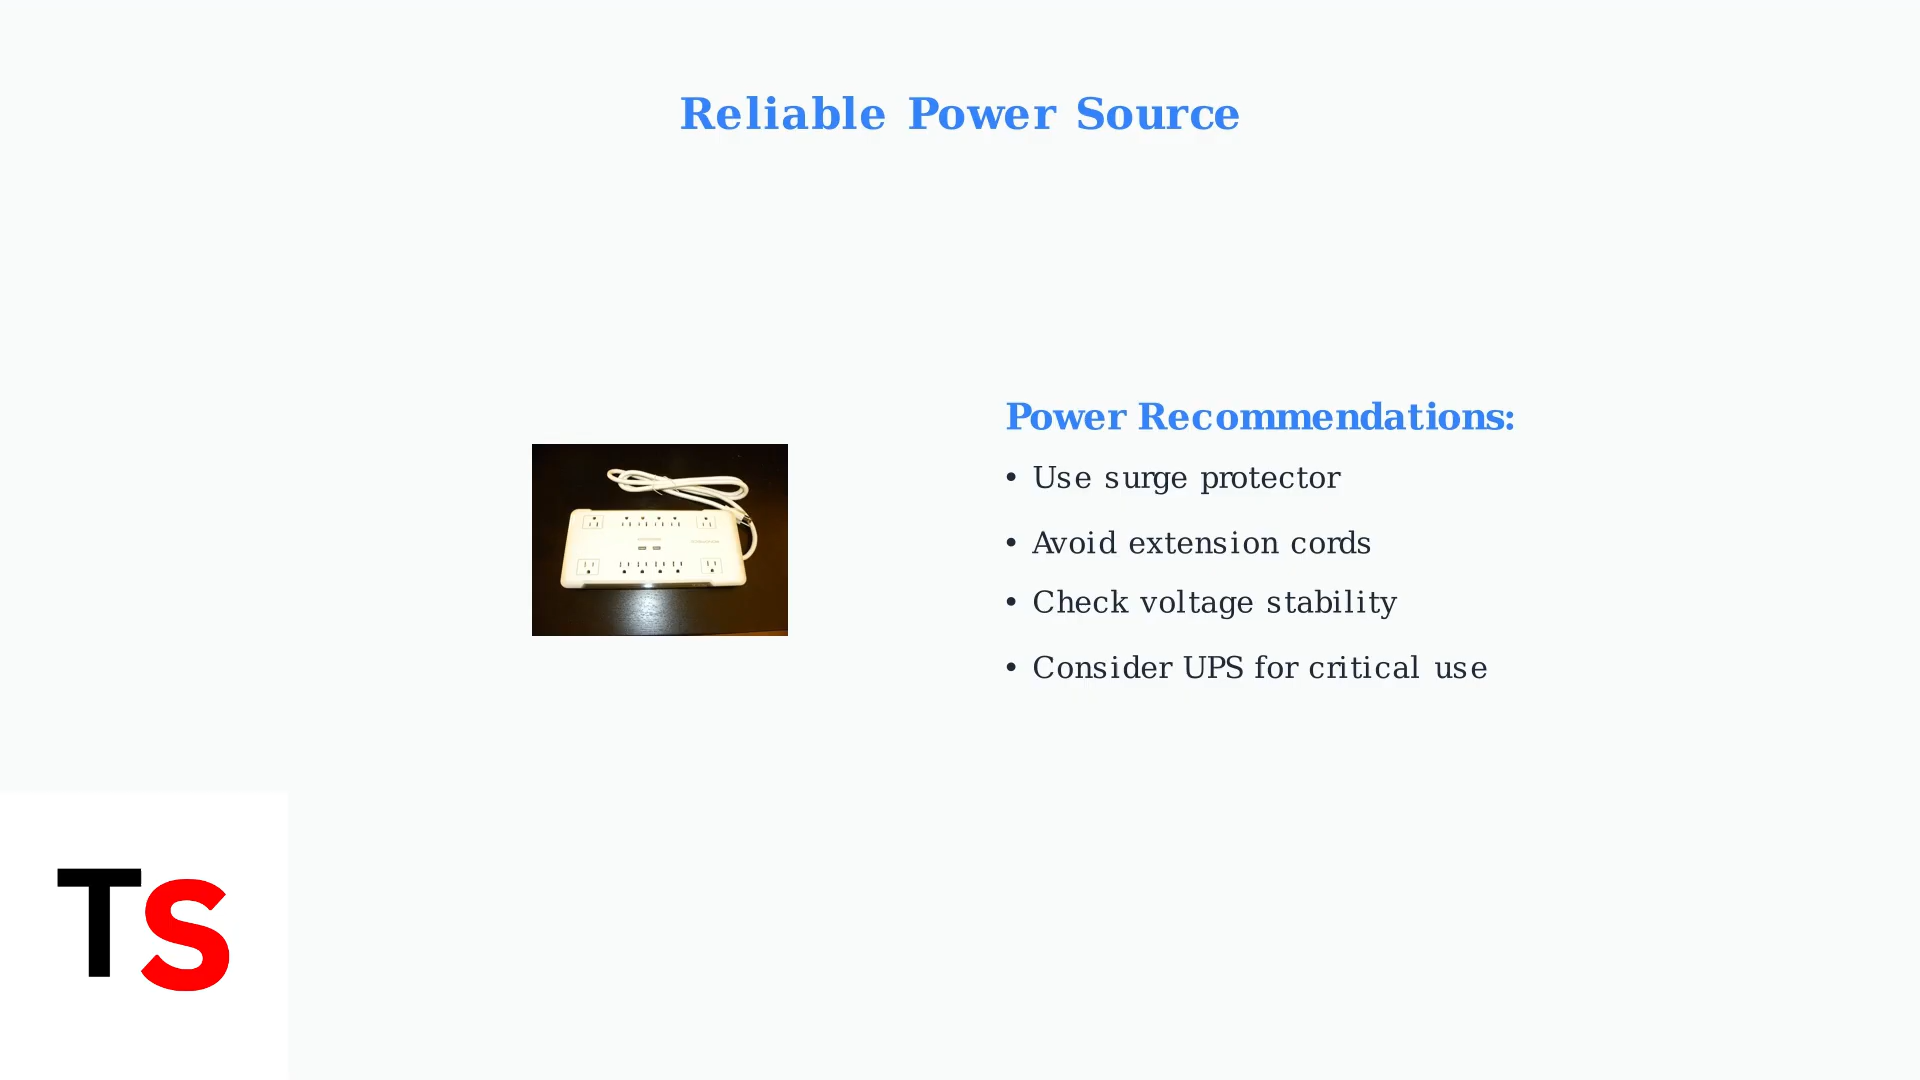 Reliable Power Source
Power Recommendations:
• Use surge protector
• Avoid extension cords
• Check voltage stability
• Consider UPS for critical use
TS